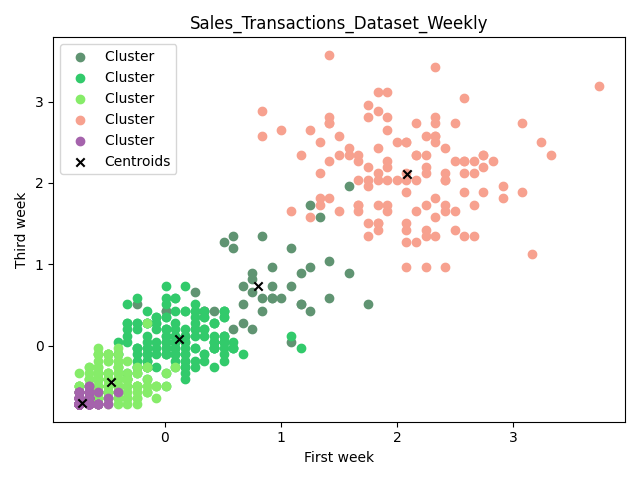 Sales_Transactions_Dataset_Weekly
Cluster
Cluster
Cluster
Cluster
Cluster
Centroids
3
2
1
0
Third week
0
1
2
3
First week